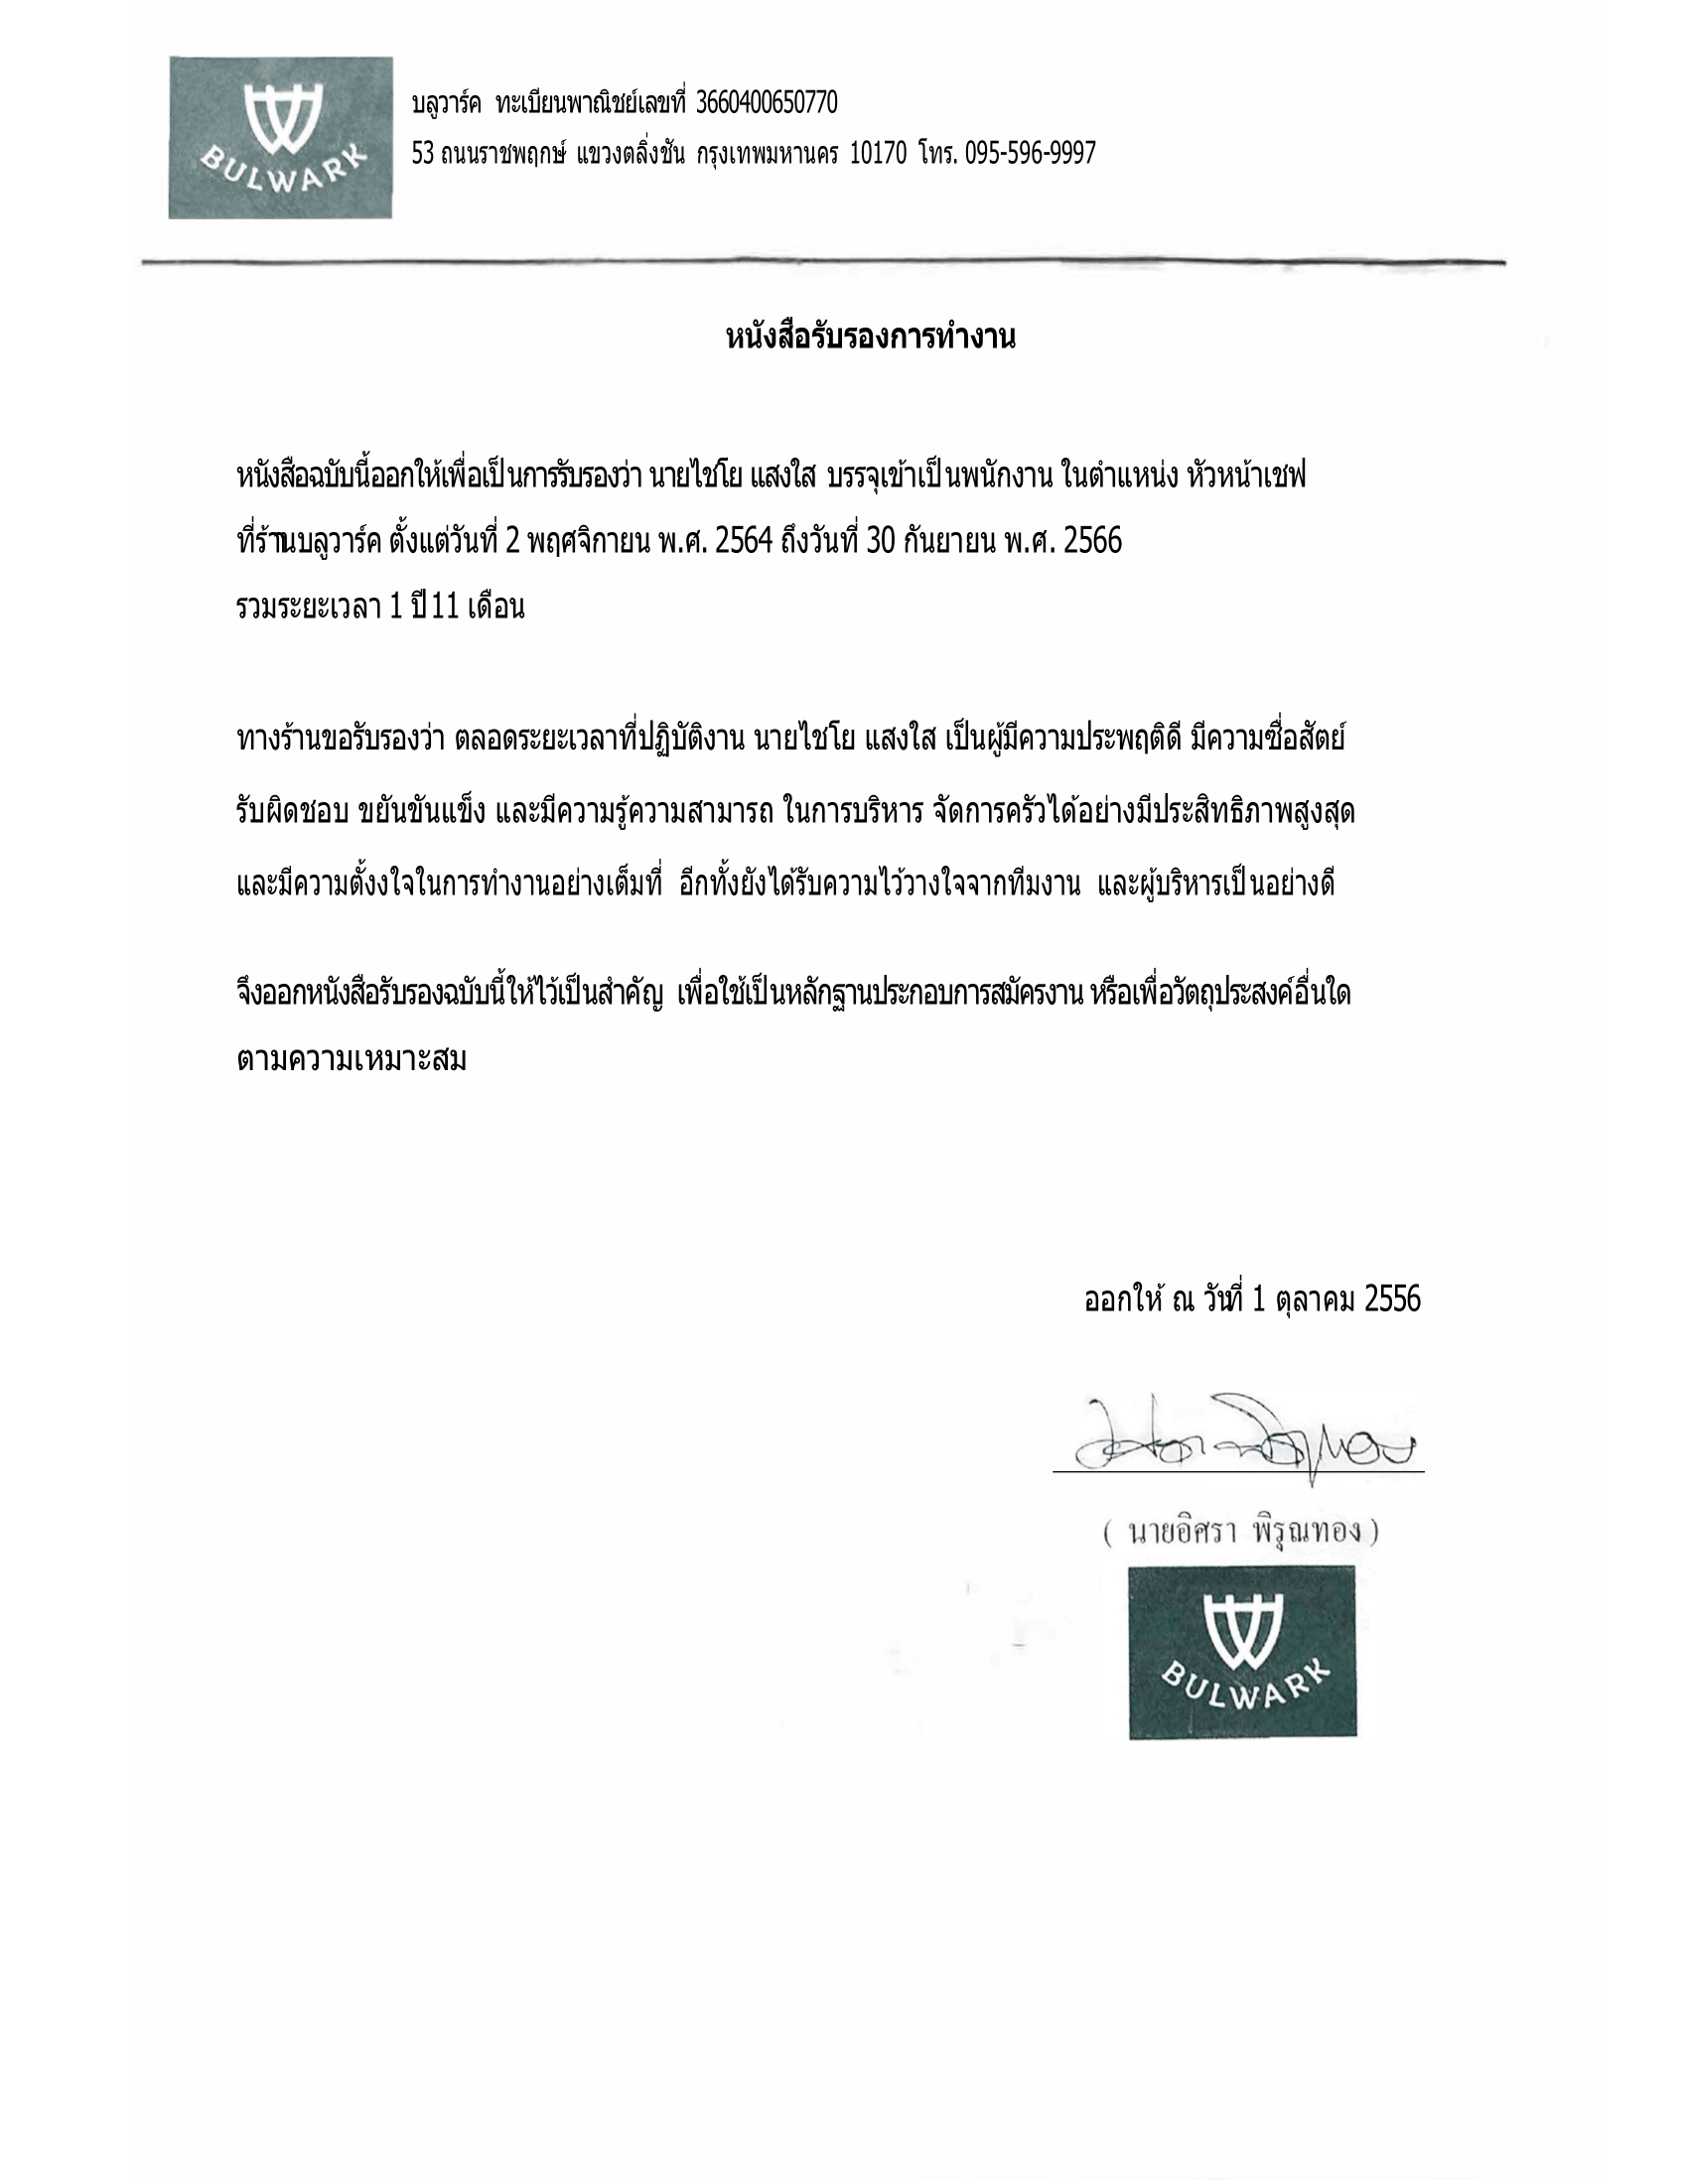 BULWARK
บลูวาร์ค ทะเบียนพาณิชย์เลขที่ 3660400650770
53 ถนนราชพฤกษ์ แขวงตลิ่งชัน กรุงเทพมหานคร 10170 โทร. 095-596-9997
หนังสือรับรองการทำงาน
หนังสือฉบับนี้ออกให้เพื่อเป็นการรับรองว่า นายไชโย แสงใส บรรจุเข้าเป็นพนักงาน ในตำแหน่ง หัวหน้าเชฟ
ที่ร้านบลูวาร์ค ตั้งแต่วันที่ 2 พฤศจิกายน พ.ศ. 2564 ถึงวันที่ 30 กันยายน พ.ศ. 2566
รวมระยะเวลา 1 ปี 11 เดือน
ทางร้านขอรับรองว่า ตลอดระยะเวลาที่ปฏิบัติงาน นายไชโย แสงใส เป็นผู้มีความประพฤติดี มีความซื่อสัตย์
รับผิดชอบ ขยันขันแข็ง และมีความรู้ความสามารถ ในการบริหาร จัดการครัวได้อย่างมีประสิทธิภาพสูงสุด
และมีความตั้งงใจในการทำงานอย่างเต็มที่ อีกทั้งยังได้รับความไว้วางใจจากทีมงาน และผู้บริหารเป็นอย่างดี
จึงออกหนังสือรับรองฉบับนี้ให้ไว้เป็นสำคัญ เพื่อใช้เป็นหลักฐานประกอบการสมัครงาน หรือเพื่อวัตถุประสงค์อื่นใด
ตามความเหมาะสม
ออกให้ ณ วันที่ 1 ตุลาคม 2556
( นายอิศรา พิรุณทอง )
BULWARK